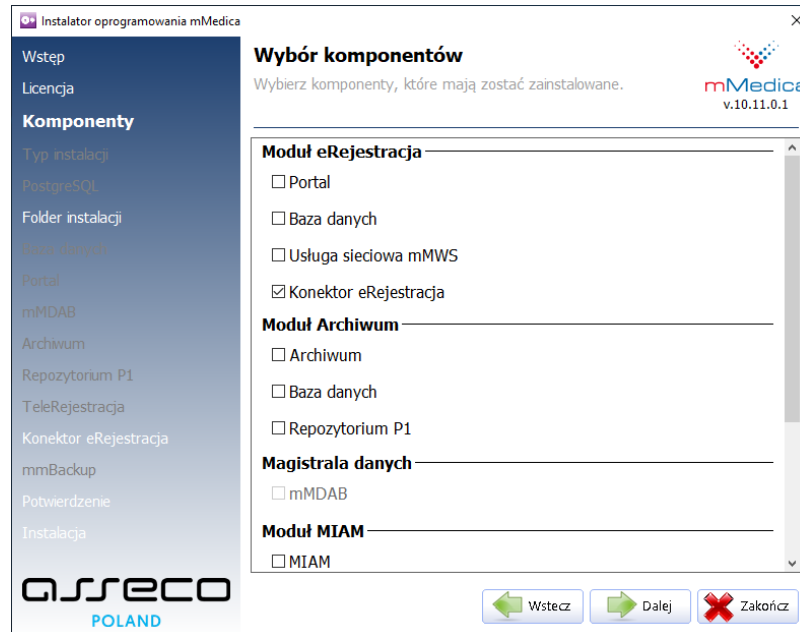 Instalator oprogramowania mMedica
Wstęp
Licencja
Komponenty
Typ instalacji
PostgreSQL
Folder instalacji
Baza danych
Portal
mMDAB
Archiwum
Repozytorium P1
TeleRejestracja
Konektor eRejestracja
mmBackup
Potwierdzenie
Instalacja
asseco
POLAND
Wybór komponentów
Wybierz komponenty, które mają zostać zainstalowane.
mMedica
v.10.11.0.1
Moduł eRejestracja
Portal
Baza danych
Usługa sieciowa mMWS
Konektor eRejestracja
Moduł Archiwum
Archiwum
Baza danych
Repozytorium P1
Magistrala danych
mMDAB
Moduł MIAM
MIAM
Wstecz
Dalej
Zakończ